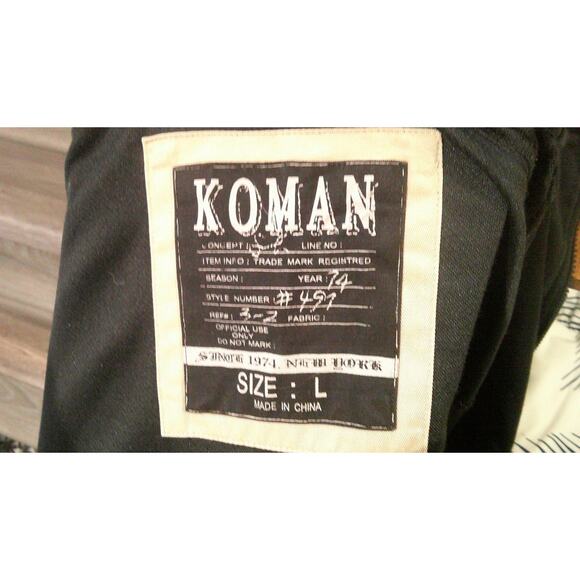 KOMAN
CONCEPT : LINE NO :
ITEM INFO : TRADE MARK REGINTRED
SEASON : YEAR : 74
STYLE NUMBER : # 497
REF# : 3-2 FABRIC :
OFFICIAL USE
ONLY
DO NOT MARK :
SINCE 1974, NEW YORK
SIZE : L
MADE IN CHINA